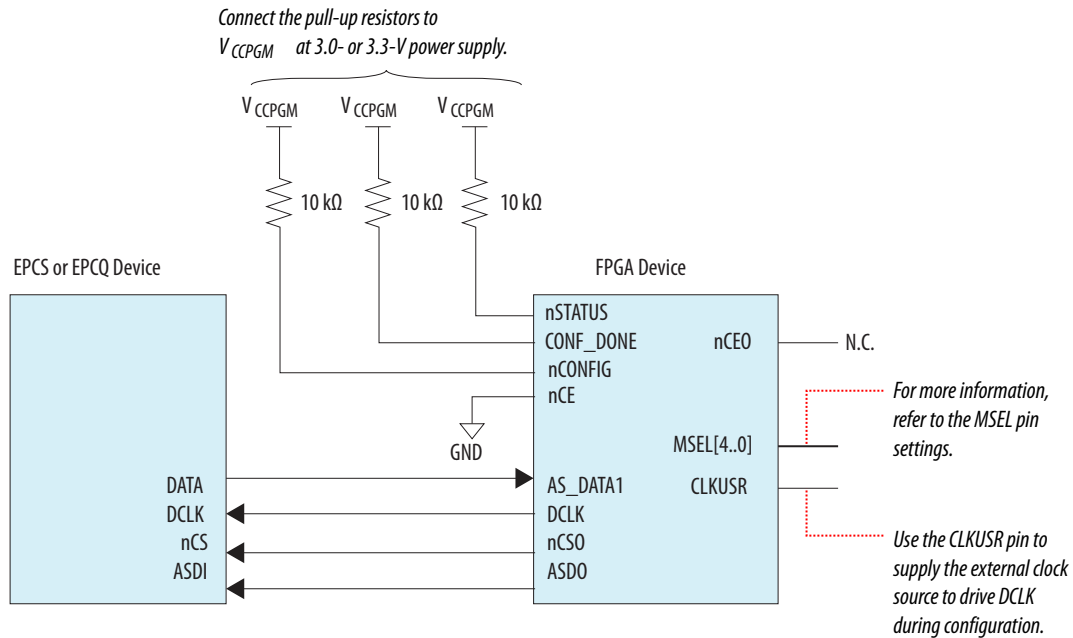 Connect the pull-up resistors to
V CCPGM at 3.0- or 3.3-V power supply.
V CCPGM V CCPGM V CCPGM
10 kΩ 10 kΩ 10 kΩ
EPCS or EPCQ Device
FPGA Device
nSTATUS
CONF_DONE
nCONFIG
nCE
GND
nCEO
N.C.
For more information,
refer to the MSEL pin
settings.
MSEL[4..0]
CLKUSR
DATA
DCLK
nCS
ASDI
AS_DATA1
DCLK
nCSO
ASDO
Use the CLKUSR pin to
supply the external clock
source to drive DCLK
during configuration.